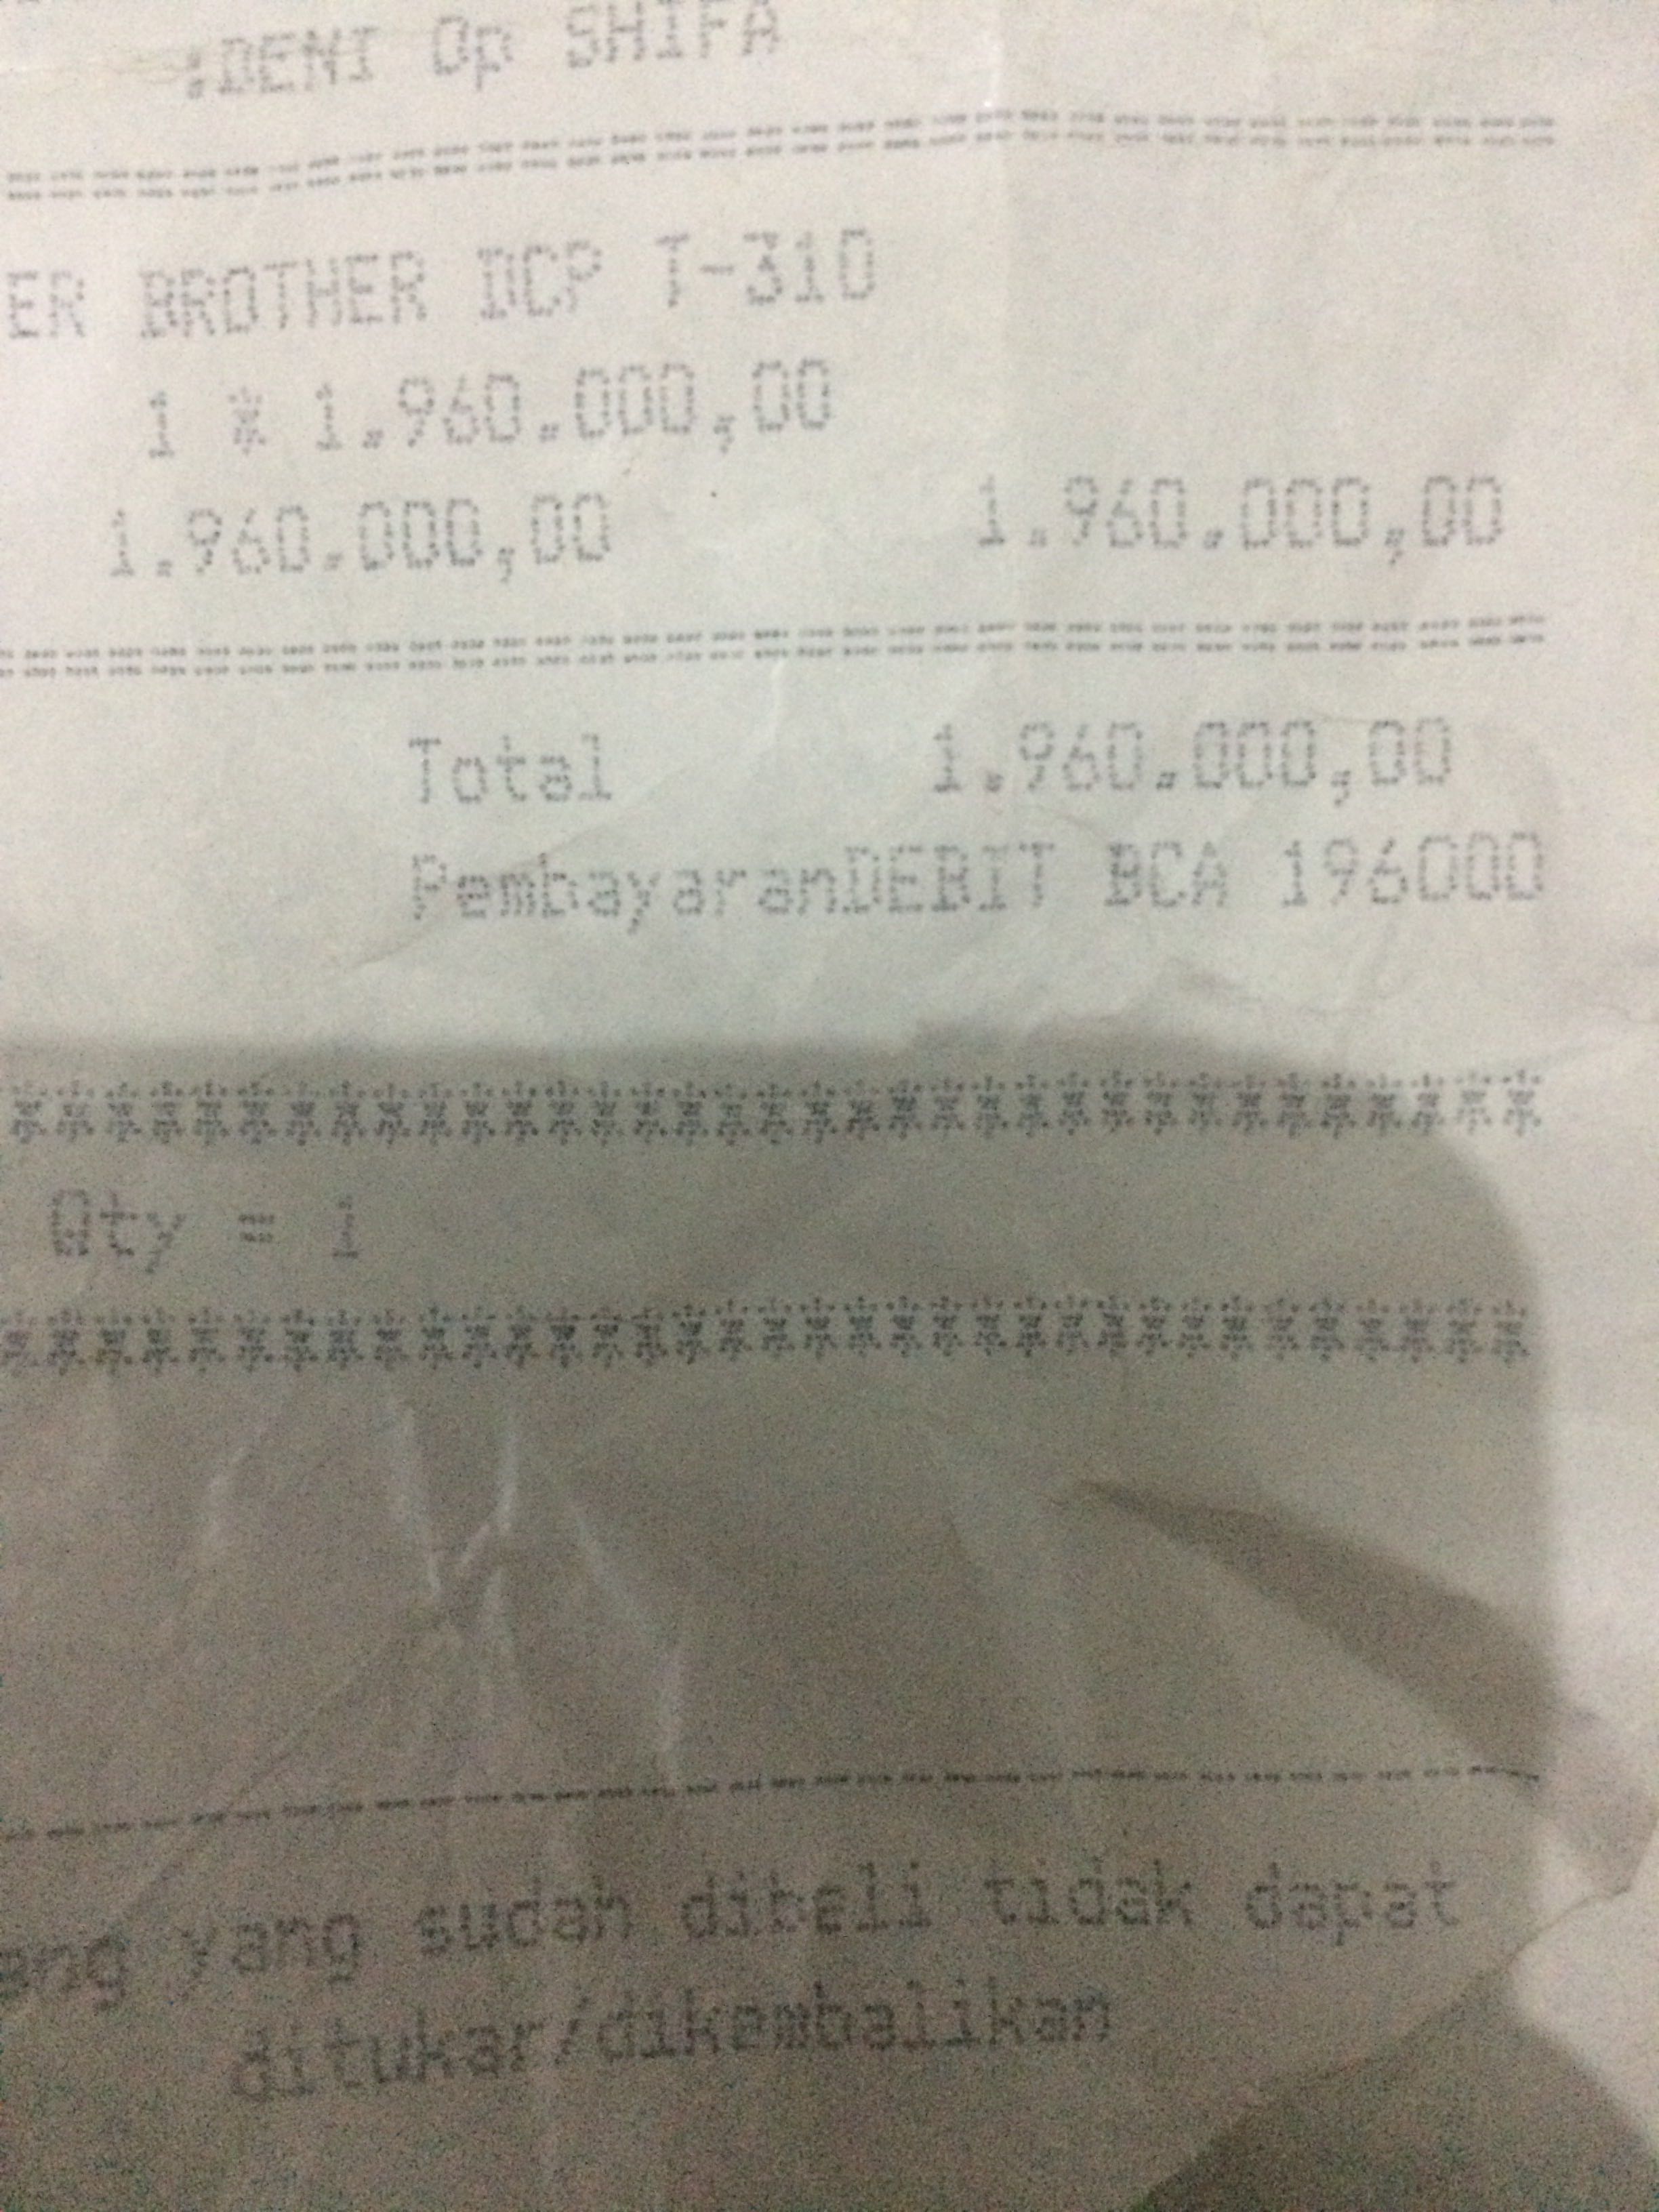 :DENI Op SHIFA
================================
ER BROTHER DCP T-310
1 * 1.960.000,00
1.960.000,00 1.960.000,00
================================
Total 1.960.000,00
PembayaranDEBIT BCA 196000
***********************************
Qty = 1
***********************************
-----------------------------------
ang yang sudah dibeli tidak dapat
ditukar/dikembalikan